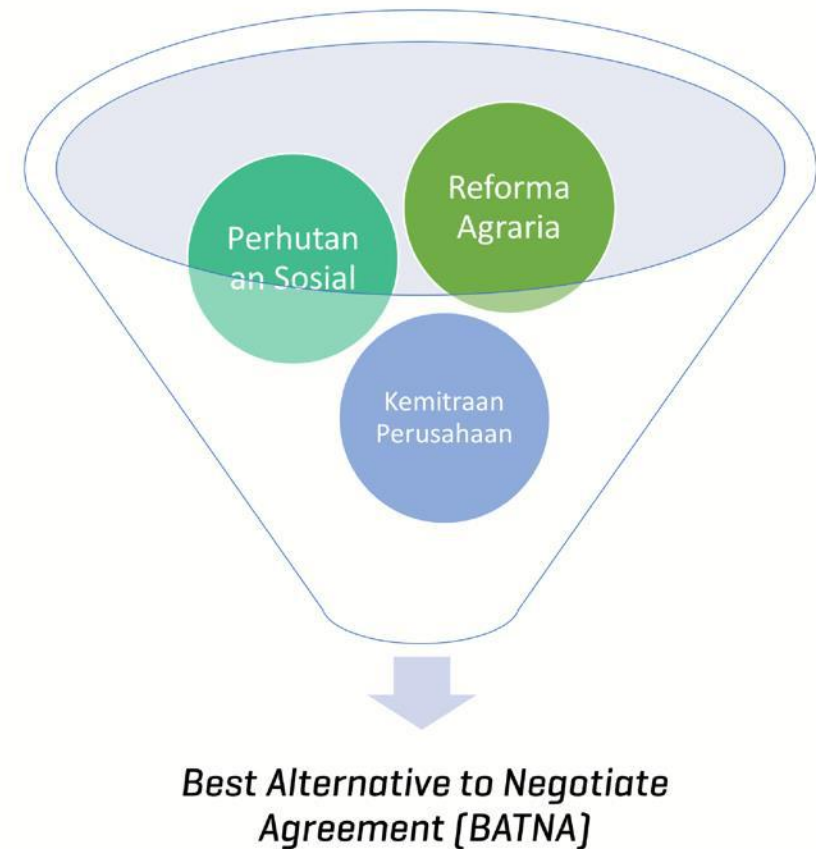 Reforma
Agraria
Perhutan
an Sosial
Kemitraan
Perusahaan
Best Alternative to Negotiate
Agreement (BATNA)